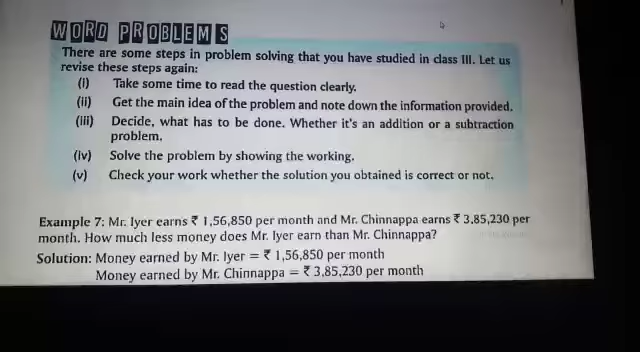 WORD PROBLEMS
There are some steps in problem solving that you have studied in class III. Let us
revise these steps again:
(i) Take some time to read the question clearly.
(ii) Get the main idea of the problem and note down the information provided.
(iii) Decide, what has to be done. Whether it's an addition or a subtraction
problem.
(iv) Solve the problem by showing the working.
(v) Check your work whether the solution you obtained is correct or not.
Example 7: Mr. Iyer earns ₹ 1,56,850 per month and Mr. Chinnappa earns ₹ 3,85,230 per
month. How much less money does Mr. Iyer earn than Mr. Chinnappa?
Solution: Money earned by Mr. Iyer = ₹ 1,56,850 per month
Money earned by Mr. Chinnappa = ₹ 3,85,230 per month